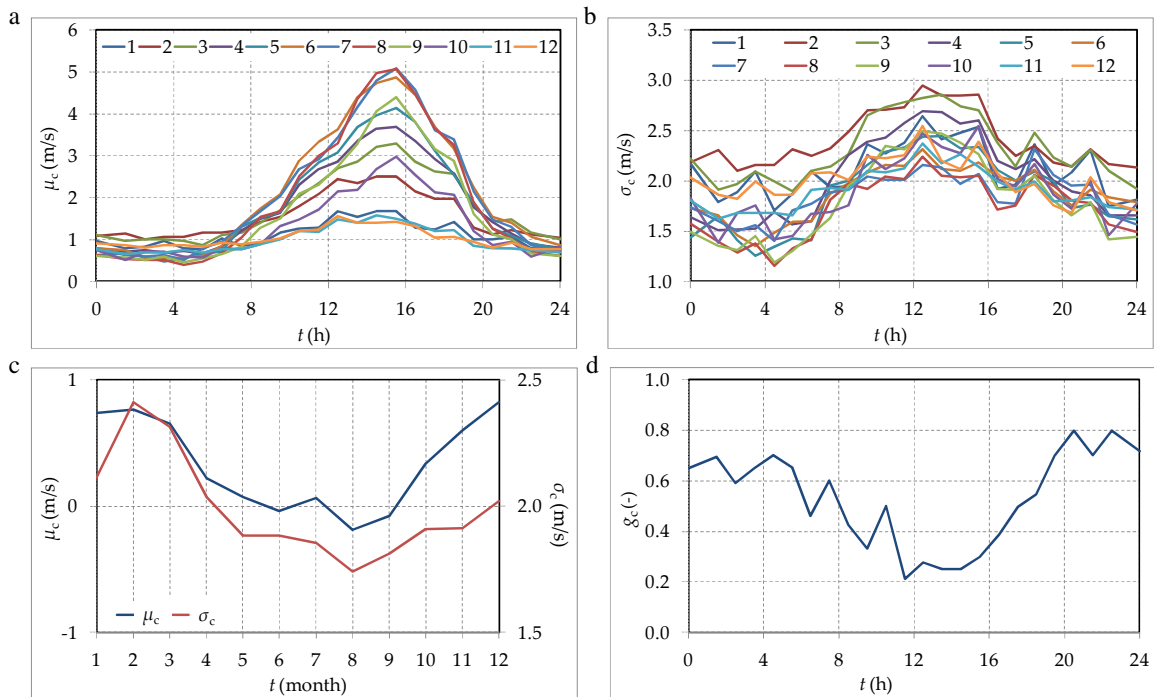 a
6
5
4
3
2
1
0
μc (m/s)
1 2 3 4 5 6 7 8 9 10 11 12
0 4 8 12 16 20 24
t (h)
b
3.5
3.0
2.5
2.0
1.5
1.0
σc (m/s)
1 2 3 4 5 6
7 8 9 10 11 12
0 4 8 12 16 20 24
t (h)
c
1
0
-1
μc (m/s)
2.5
2.0
1.5
σc (m/s)
μc σc
1 2 3 4 5 6 7 8 9 10 11 12
t (month)
d
1.0
0.8
0.6
0.4
0.2
0.0
gc (-)
0 4 8 12 16 20 24
t (h)